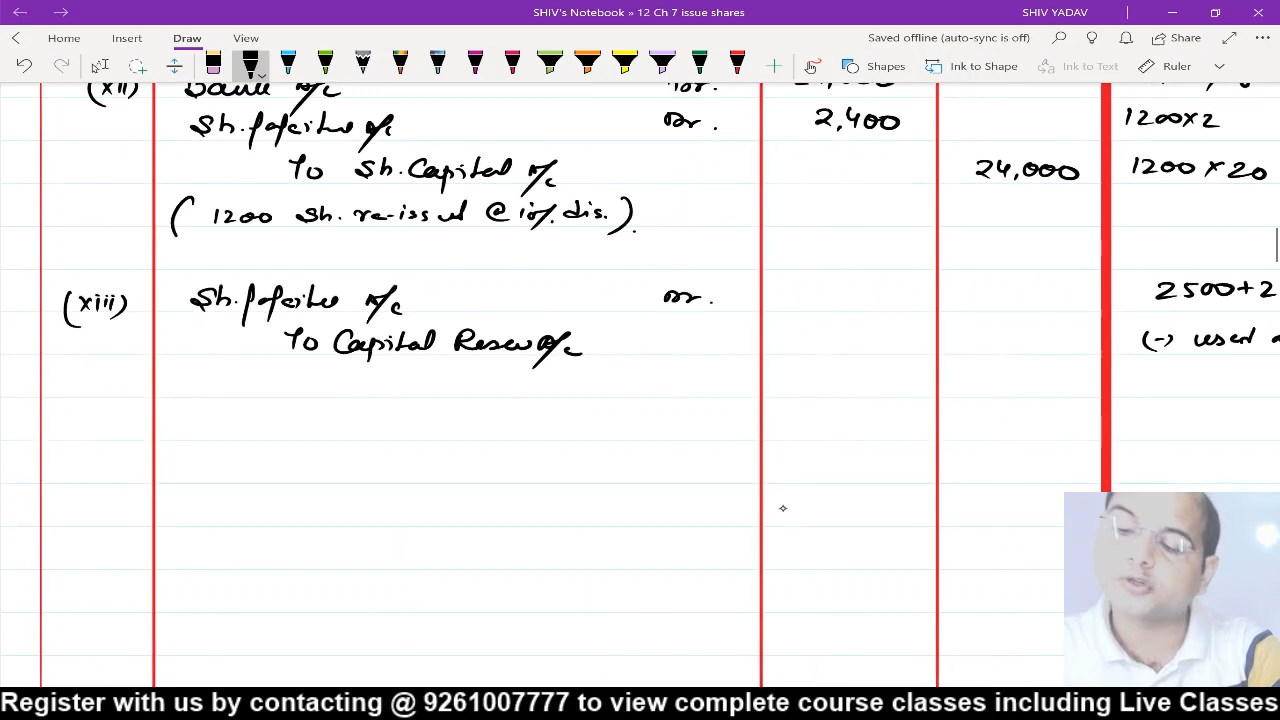 SHIV's Notebook » 12 Ch 7 issue shares
SHIV YADAV
Home Insert Draw View
Saved offline (auto-sync is off)
Share
Shapes
Ink to Shape
Ink to Text
Ruler
(xii) Bank A/c Dr.
Sh. forfeiture A/c Dr. 2,400 1200×2
To Sh. Capital A/c 24,000 1200 × 20
( 1200 Sh. re-issued @ 10% dis. ).
(xiii) Sh. forfeiture A/c Dr. 2500+2
To Capital Reserve A/c (-) used
Register with us by contacting @ 9261007777 to view complete course classes including Live Classes